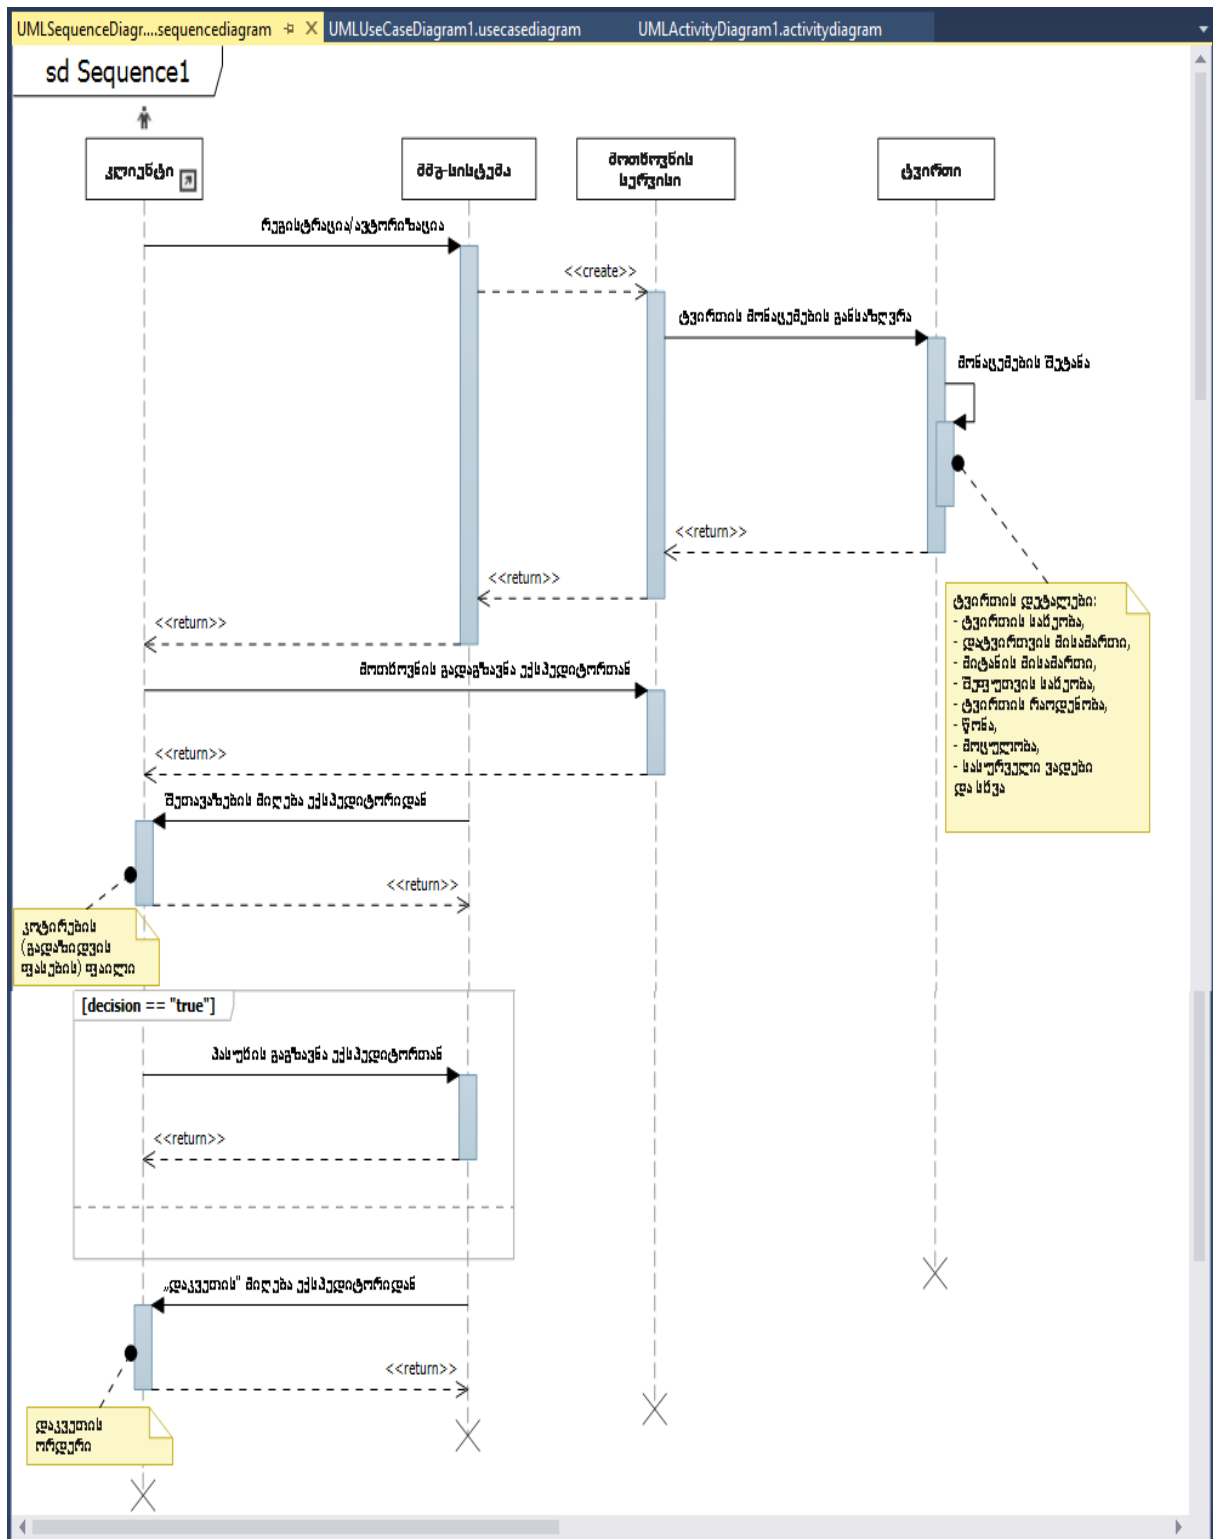 UMLSequenceDiagr....sequencediagram
UMLUseCaseDiagram1.usecasediagram
UMLActivityDiagram1.activitydiagram
sd Sequence1
კლიენტი
მმგ-სისტემა
მოთხოვნის
სერვისი
ტვირთი
რეგისტრაცია/ავტორიზაცია
<<create>>
ტვირთის მონაცემების განსაზღვრა
მონაცემების შეტანა
<<return>>
<<return>>
<<return>>
ტვირთის დეტალები:
- ტვირთის სახეობა,
- დატვირთვის მისამართი,
- მიტანის მისამართი,
- შეფუთვის სახეობა,
- ტვირთის რაოდენობა,
- წონა,
- მოცულობა,
- სასურველი ვადები
და სხვა
მოთხოვნის გადაგზავნა ექსპედიტორთან
<<return>>
შეთავაზების მიღება ექსპედიტორიდან
<<return>>
კოტირების
(გადაზიდვის
ფასების) ფაილი
[decision == "true"]
პასუხის გაგზავნა ექსპედიტორთან
<<return>>
„დაკვეთის" მიღება ექსპედიტორიდან
<<return>>
დაკვეთის
ორდერი